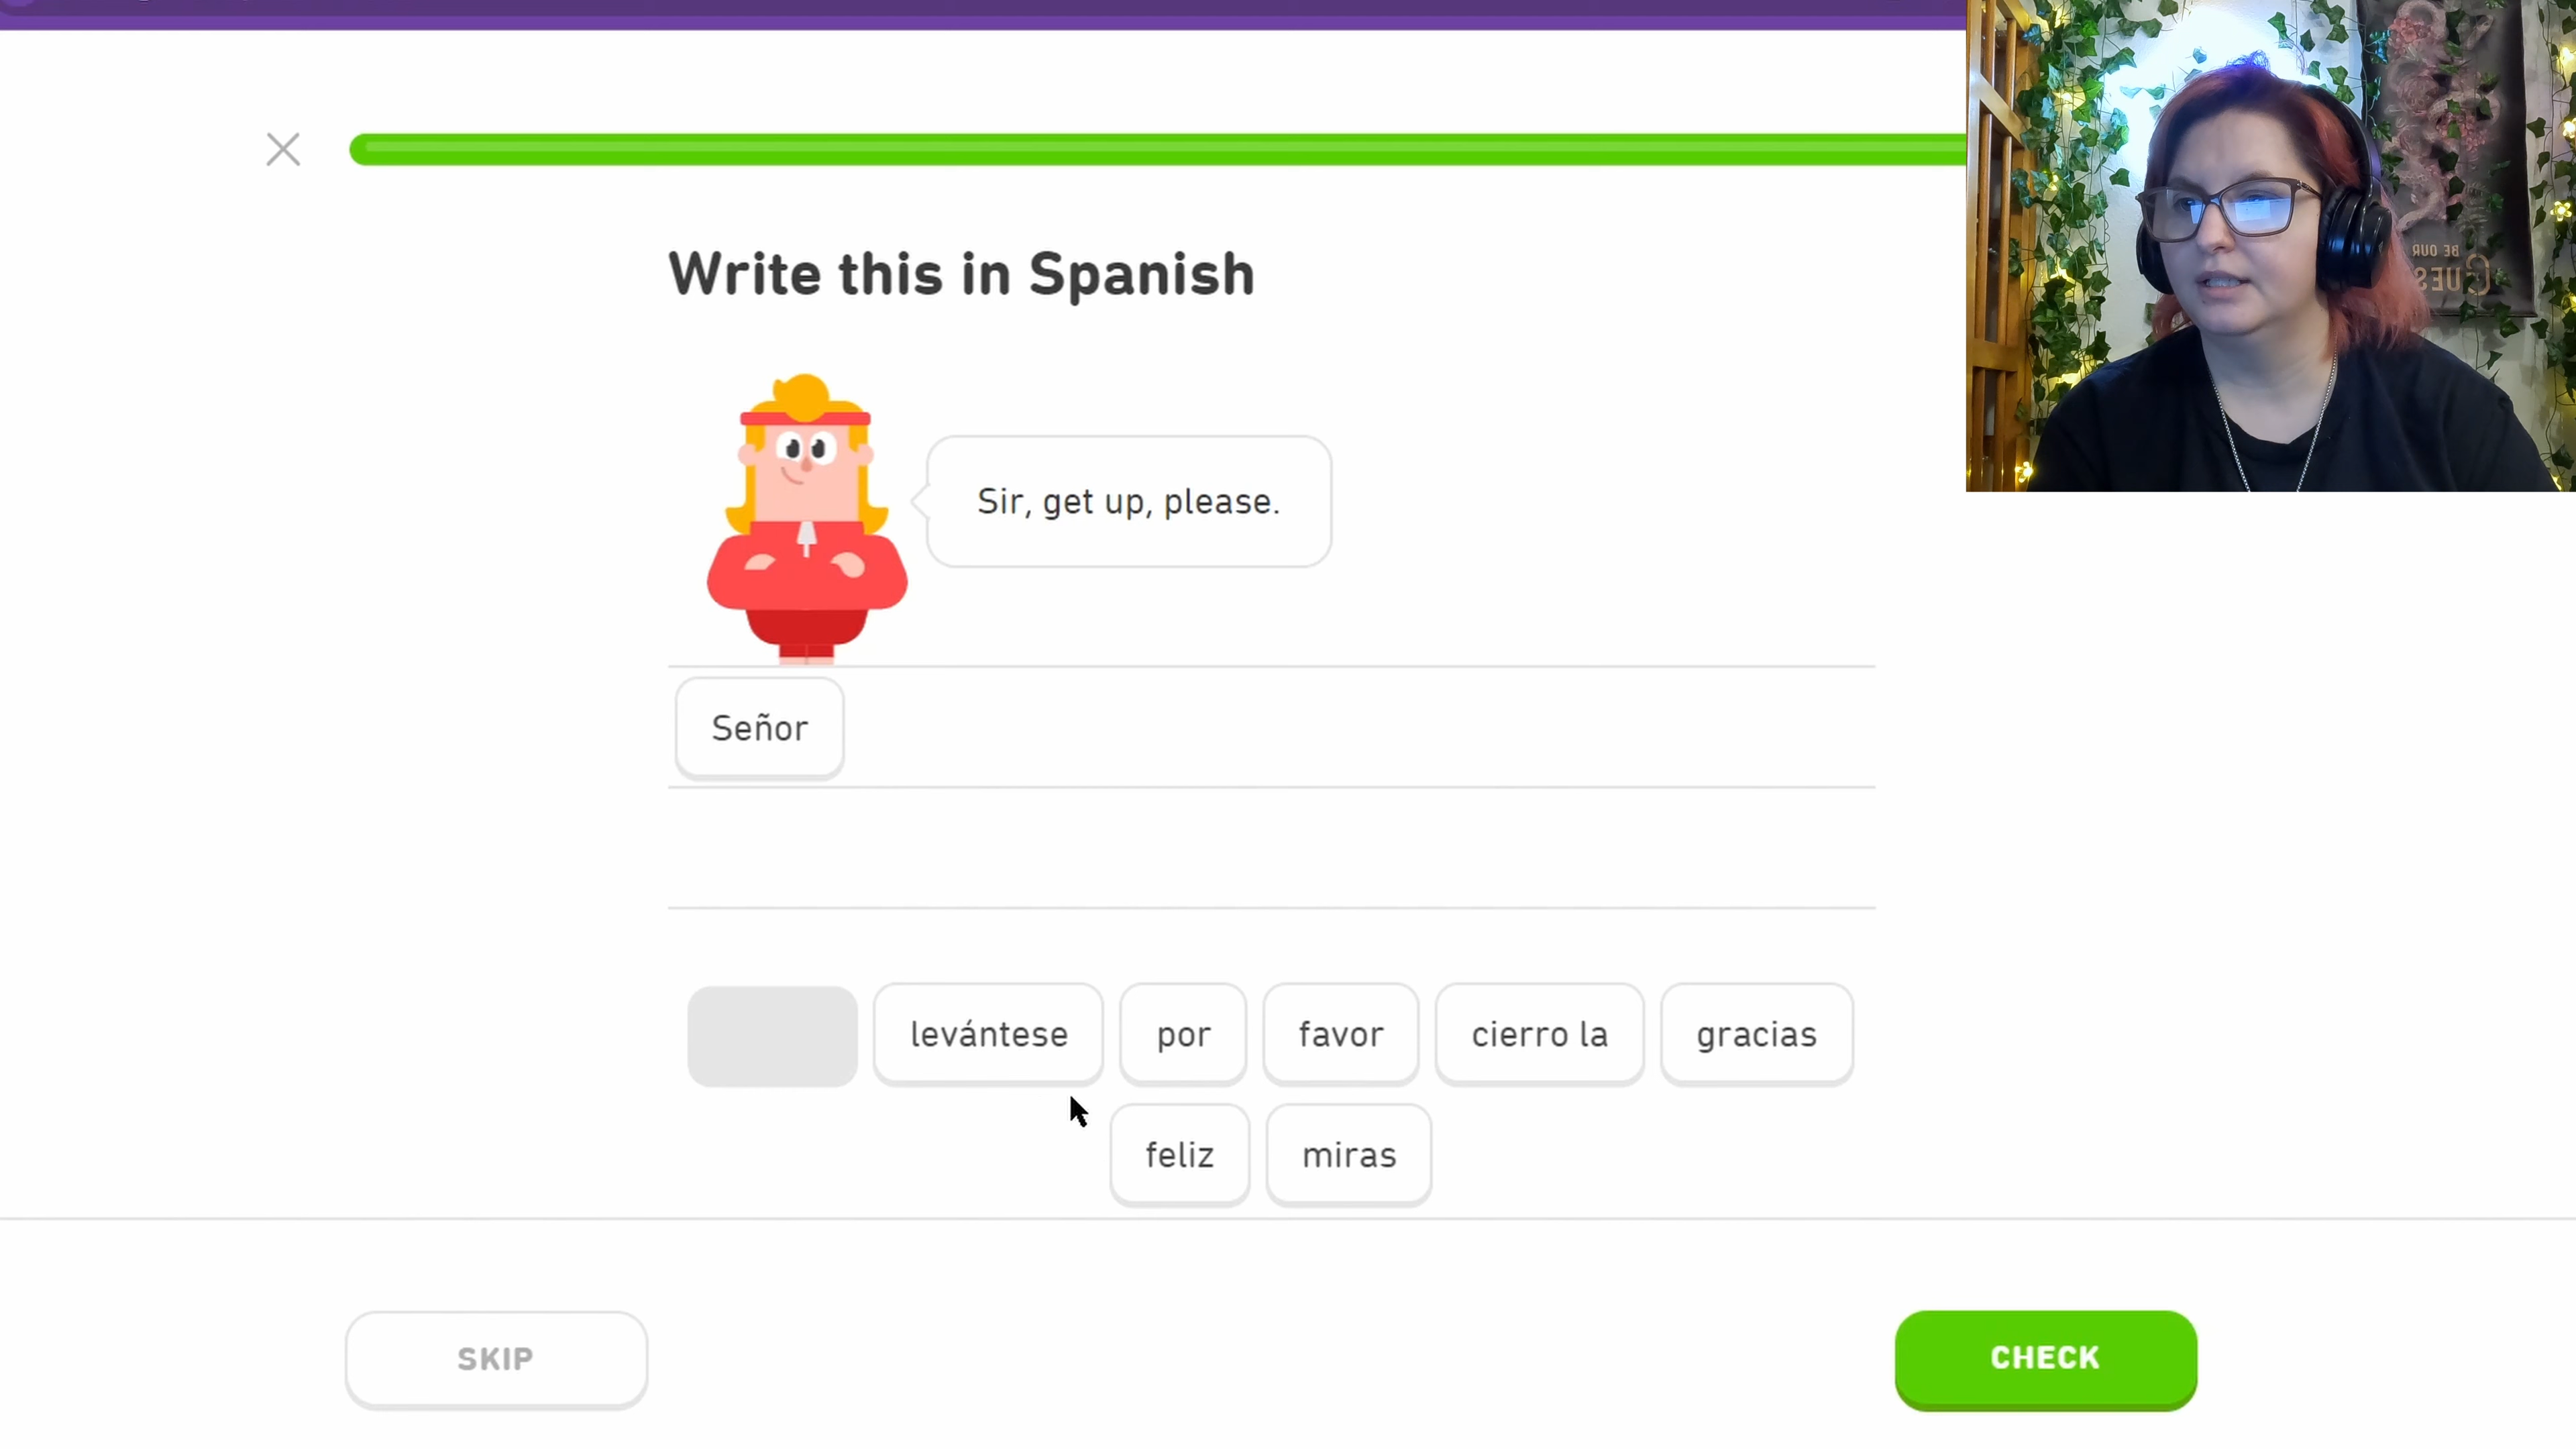 Write this in Spanish
Sir, get up, please.
Señor
levántese por favor cierro la gracias
feliz miras
SKIP CHECK